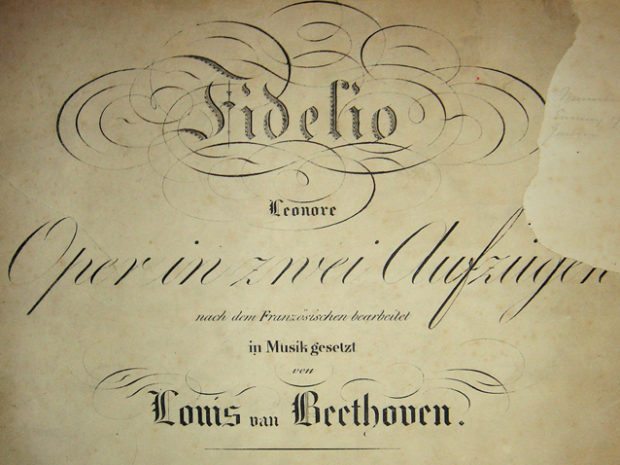 Fidelio
Leonore
Oper in zwei Aufzügen
nach dem Französischen bearbeitet
in Musik gesetzt
von
Louis van Beethoven.